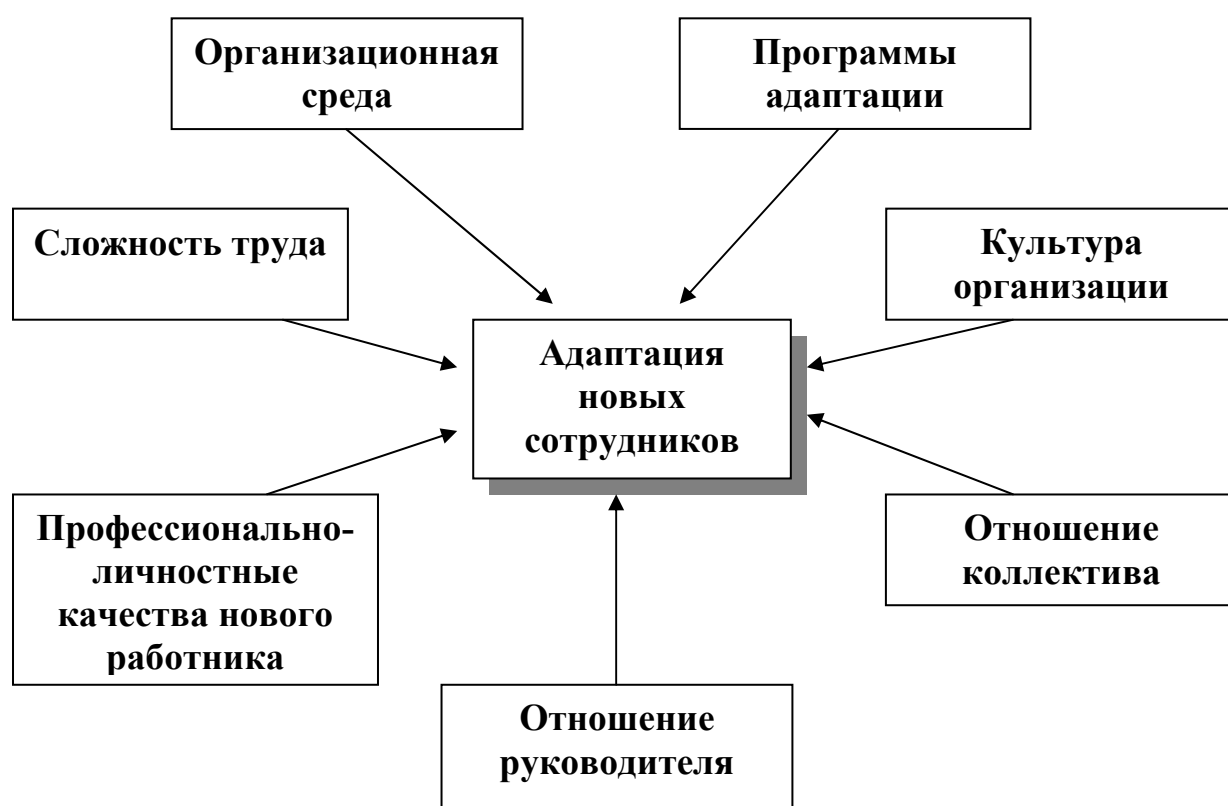 Организационная
среда
Программы
адаптации
Сложность труда
Культура
организации
Адаптация
новых
сотрудников
Профессионально-
личностные
качества нового
работника
Отношение
коллектива
Отношение
руководителя